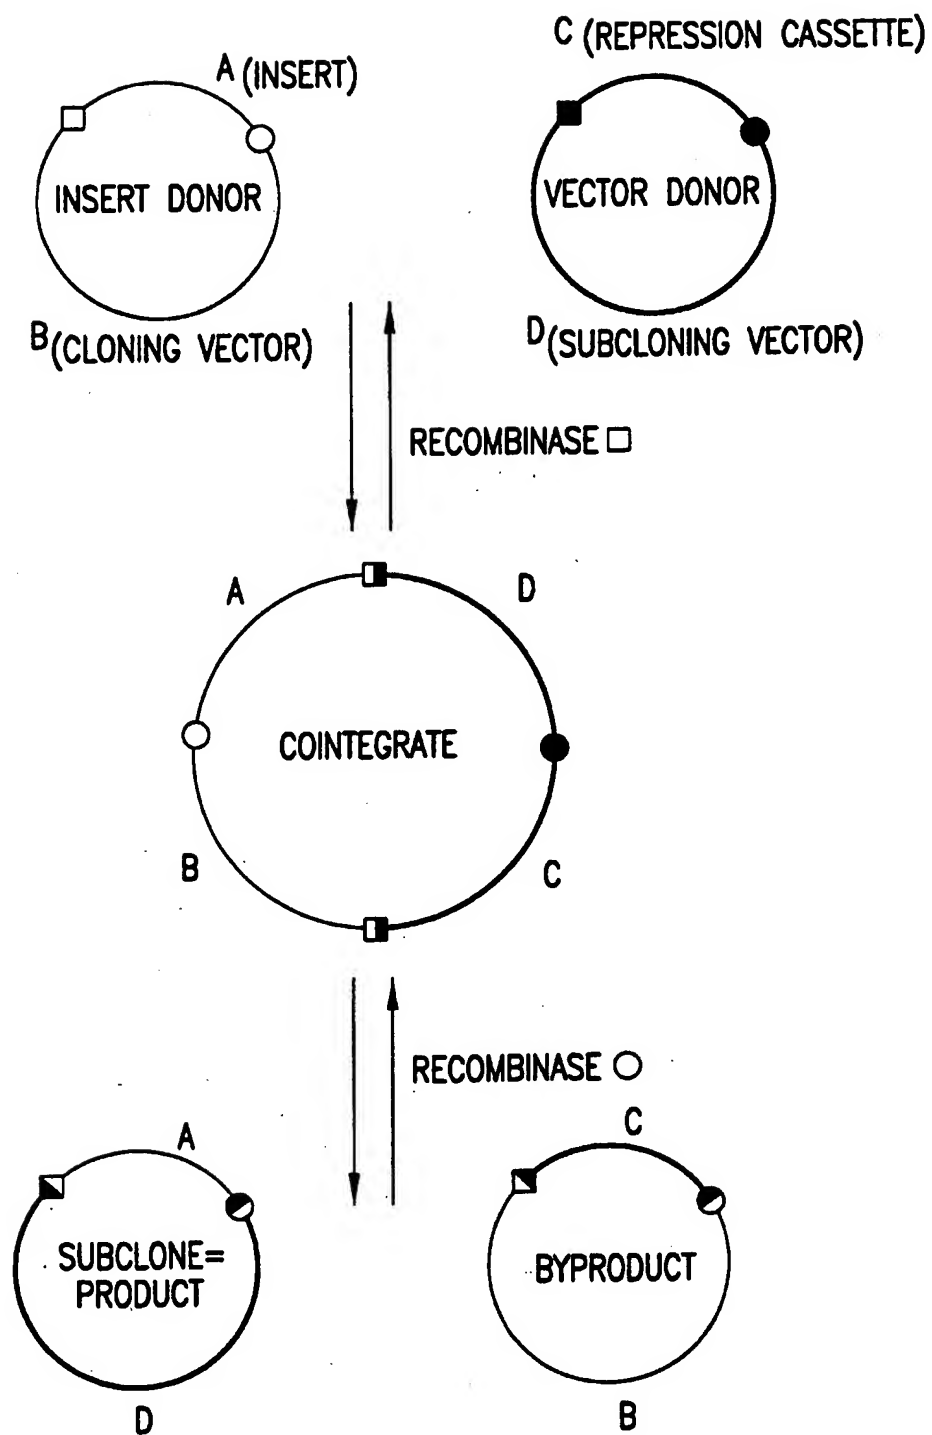 A (INSERT)
C (REPRESSION CASSETTE)
INSERT DONOR
VECTOR DONOR
B (CLONING VECTOR)
D (SUBCLONING VECTOR)
RECOMBINASE
A
D
COINTEGRATE
B
C
RECOMBINASE
A
C
SUBCLONE=
PRODUCT
BYPRODUCT
D
B